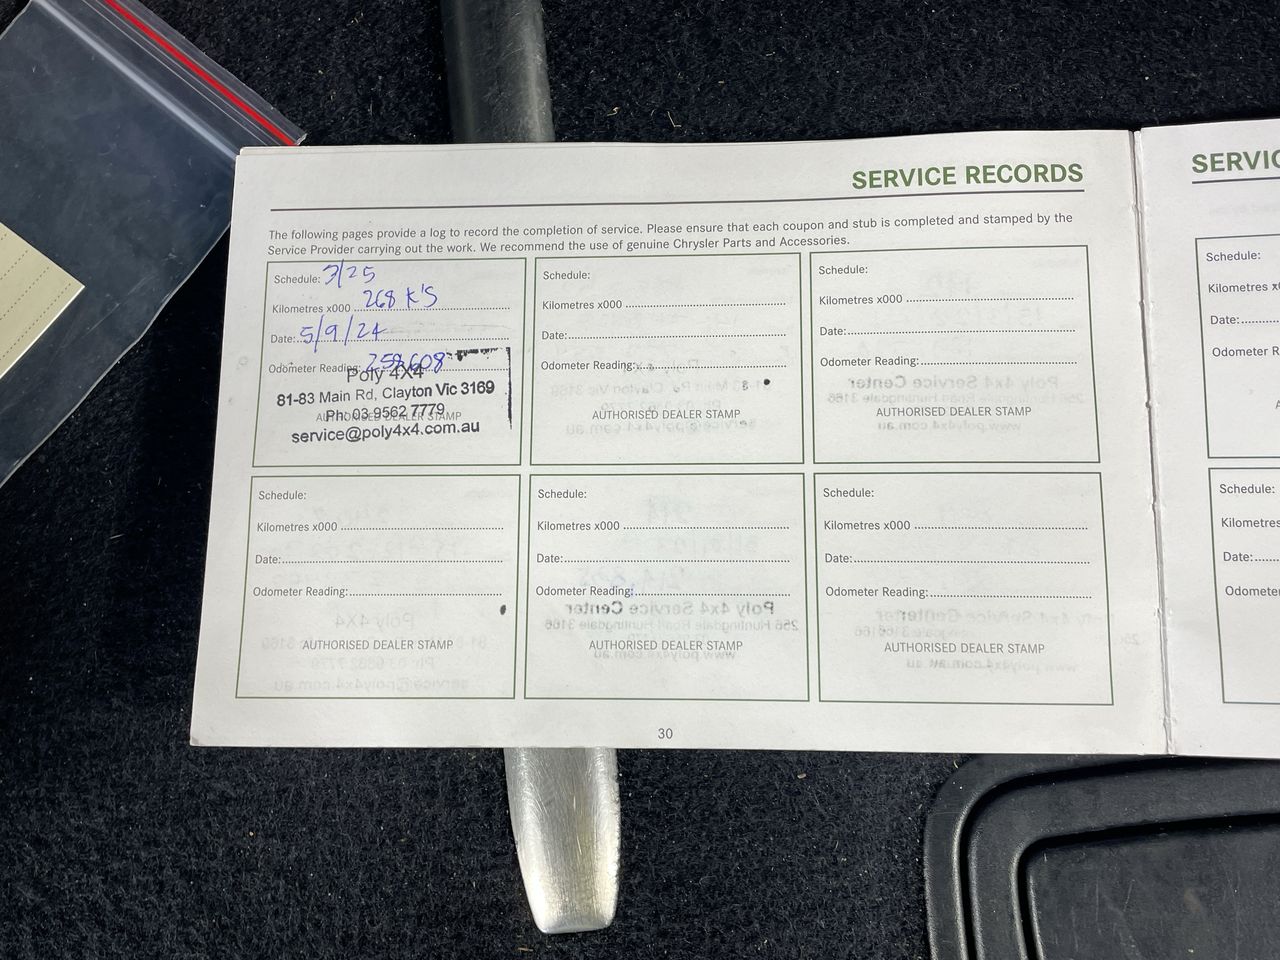 SERVICE RECORDS
The following pages provide a log to record the completion of service. Please ensure that each coupon and stub is completed and stamped by the
Service Provider carrying out the work. We recommend the use of genuine Chrysler Parts and Accessories.
Schedule: 3/25
Kilometres x000 268 K'S
Date: 5/9/24
Odometer Reading: 258,608
Poly 4X4
81-83 Main Rd, Clayton Vic 3169
AUTHORISED DEALER STAMP
Ph: 03 9562 7779
service@poly4x4.com.au
Schedule:
Kilometres x000
Date:
Odometer Reading:
AUTHORISED DEALER STAMP
Schedule:
Kilometres x000
Date:
Odometer Reading:
AUTHORISED DEALER STAMP
Schedule:
Kilometres x000
Date:
Odometer Reading:
AUTHORISED DEALER STAMP
Schedule:
Kilometres x000
Date:
Odometer Reading:
AUTHORISED DEALER STAMP
Schedule:
Kilometres x000
Date:
Odometer Reading:
AUTHORISED DEALER STAMP
30
SERVIC
Schedule:
Kilometres x0
Date:
Odometer R
Schedule:
Kilometres
Date:
Odomete